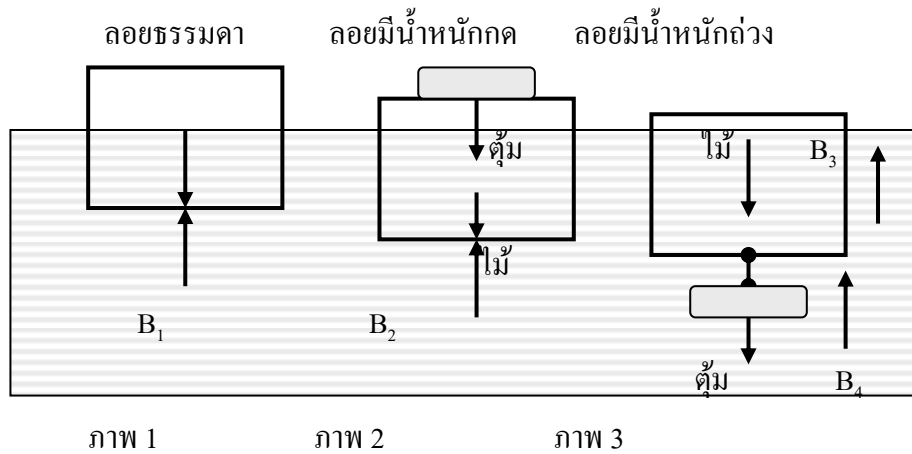 ลอยธรรมดา ลอยมีน้ำหนักกด ลอยมีน้ำหนักถ่วง
ตุ้ม ไม้ B₃
ไม้
B₁ B₂
ตุ้ม B₄
ภาพ 1 ภาพ 2 ภาพ 3